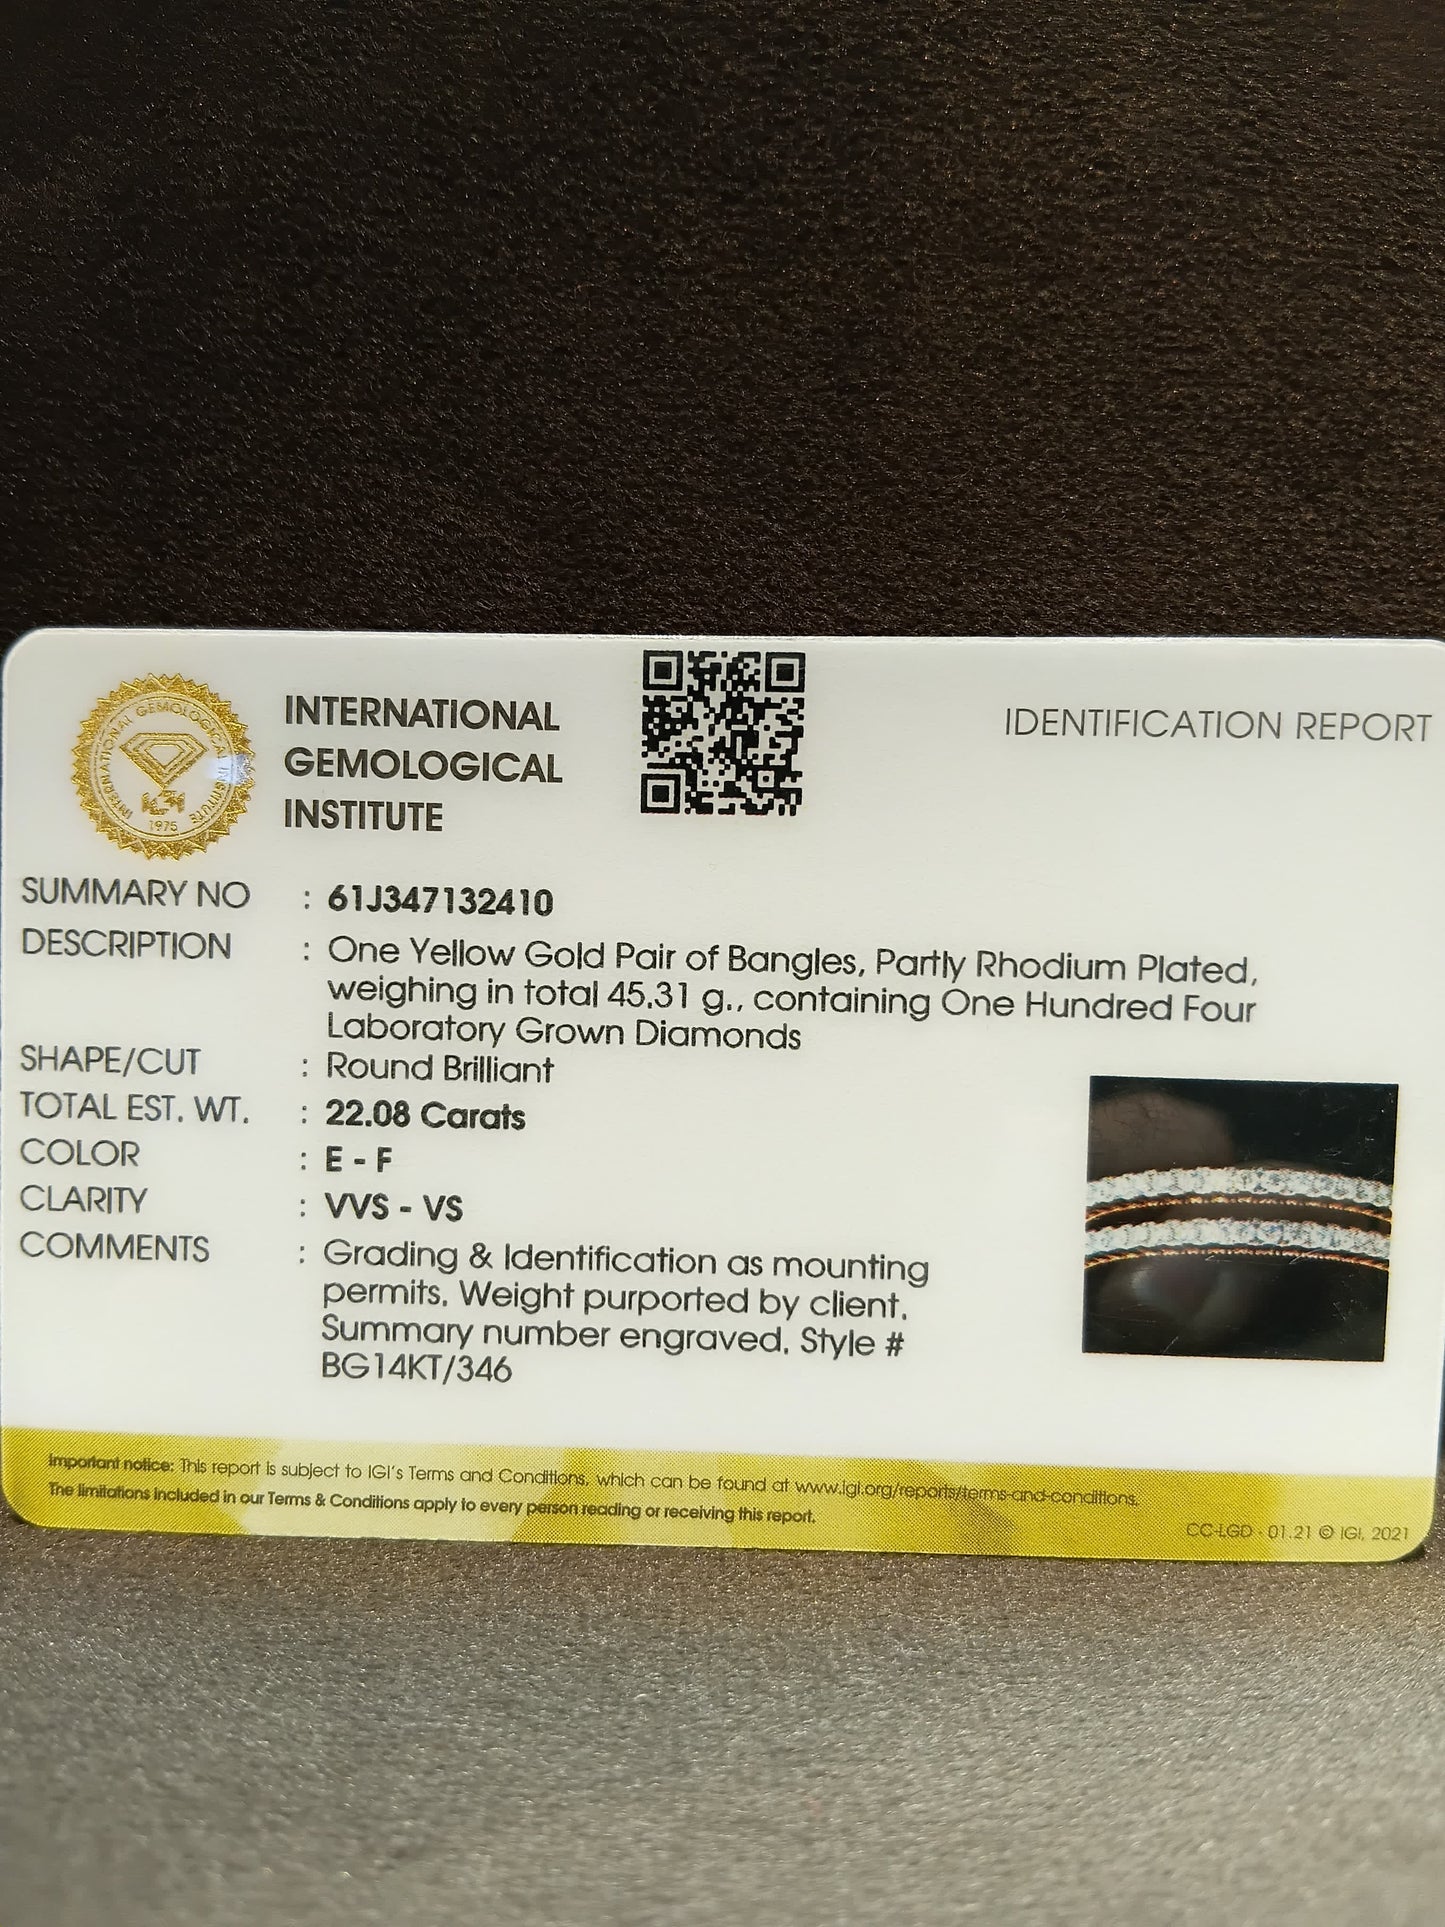 INTERNATIONAL GEMOLOGICAL INSTITUTE
IGI
1975
INTERNATIONAL
GEMOLOGICAL
INSTITUTE
IDENTIFICATION REPORT
SUMMARY NO : 61J347132410
DESCRIPTION : One Yellow Gold Pair of Bangles, Partly Rhodium Plated,
weighing in total 45.31 g., containing One Hundred Four
Laboratory Grown Diamonds
SHAPE/CUT : Round Brilliant
TOTAL EST. WT. : 22.08 Carats
COLOR : E - F
CLARITY : VVS - VS
COMMENTS : Grading & Identification as mounting
permits. Weight purported by client.
Summary number engraved. Style #
BG14KT/346
Important notice: This report is subject to IGI's Terms and Conditions, which can be found at www.igi.org/reports/terms-and-conditions.
The limitations included in our Terms & Conditions apply to every person reading or receiving this report.
CC-LGD - 01.21 © IGI, 2021